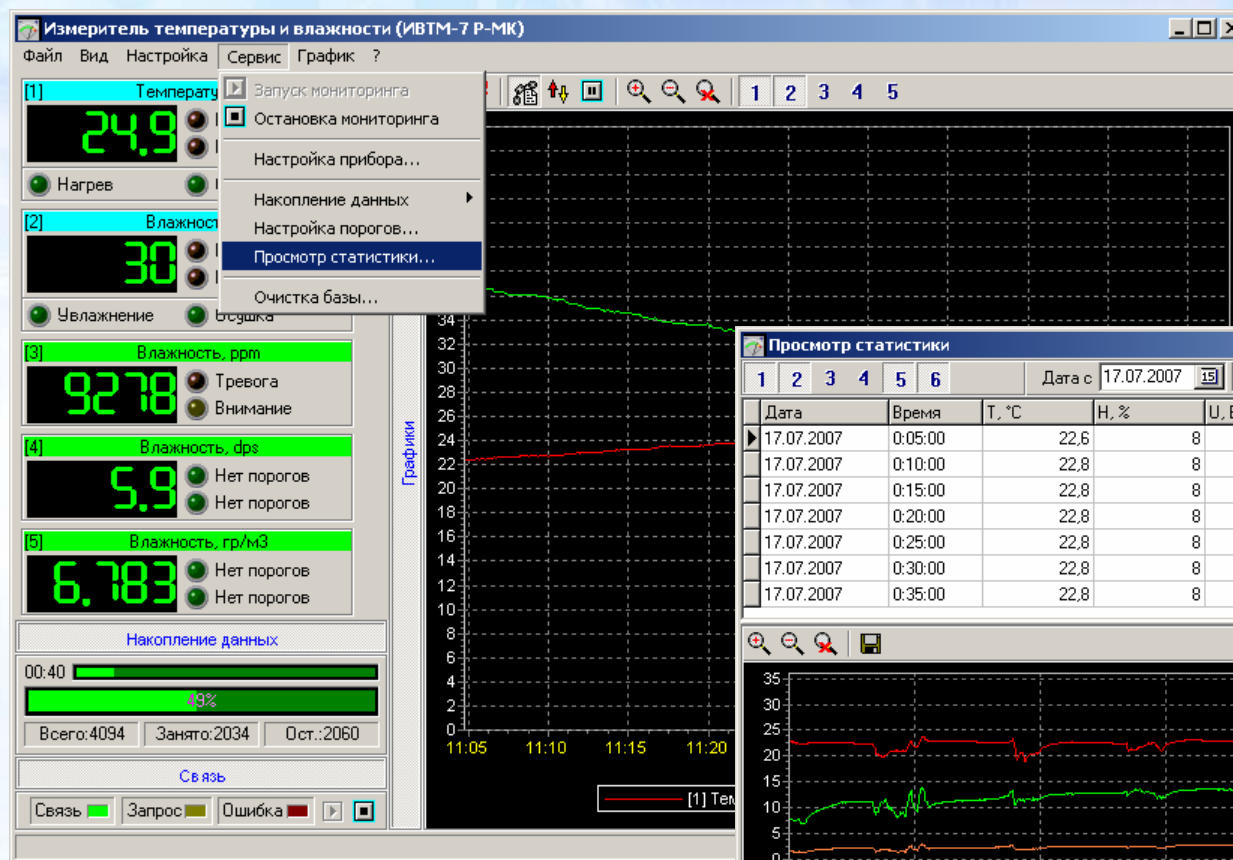 Измеритель температуры и влажности (ИВТМ-7 Р-МК)
Файл Вид Настройка Сервис График ?
Запуск мониторинга
Остановка мониторинга
Настройка прибора...
Накопление данных
Настройка порогов...
Просмотр статистики...
Очистка базы...
1 2 3 4 5
[1] Температу
24.9
Нагрев
[2] Влажност
30
Увлажнение Осушка
[3] Влажность, ppm
9278
Тревога
Внимание
[4] Влажность, dps
5.9
Нет порогов
Нет порогов
[5] Влажность, гр/м3
6.783
Нет порогов
Нет порогов
Накопление данных
00:40
49%
Всего:4094 Занято:2034 Ост.:2060
Связь
Связь Запрос Ошибка
Графики
34
32
30
28
26
24
22
20
18
16
14
12
10
8
6
4
2
0
11:05 11:10 11:15 11:20
[1] Тем
Просмотр статистики
1 2 3 4 5 6 Дата с 17.07.2007 15
Дата Время T, °C H, % U,
17.07.2007 0:05:00 22,6 8
17.07.2007 0:10:00 22,8 8
17.07.2007 0:15:00 22,8 8
17.07.2007 0:20:00 22,8 8
17.07.2007 0:25:00 22,8 8
17.07.2007 0:30:00 22,8 8
17.07.2007 0:35:00 22,8 8
35
30
25
20
15
10
5
0